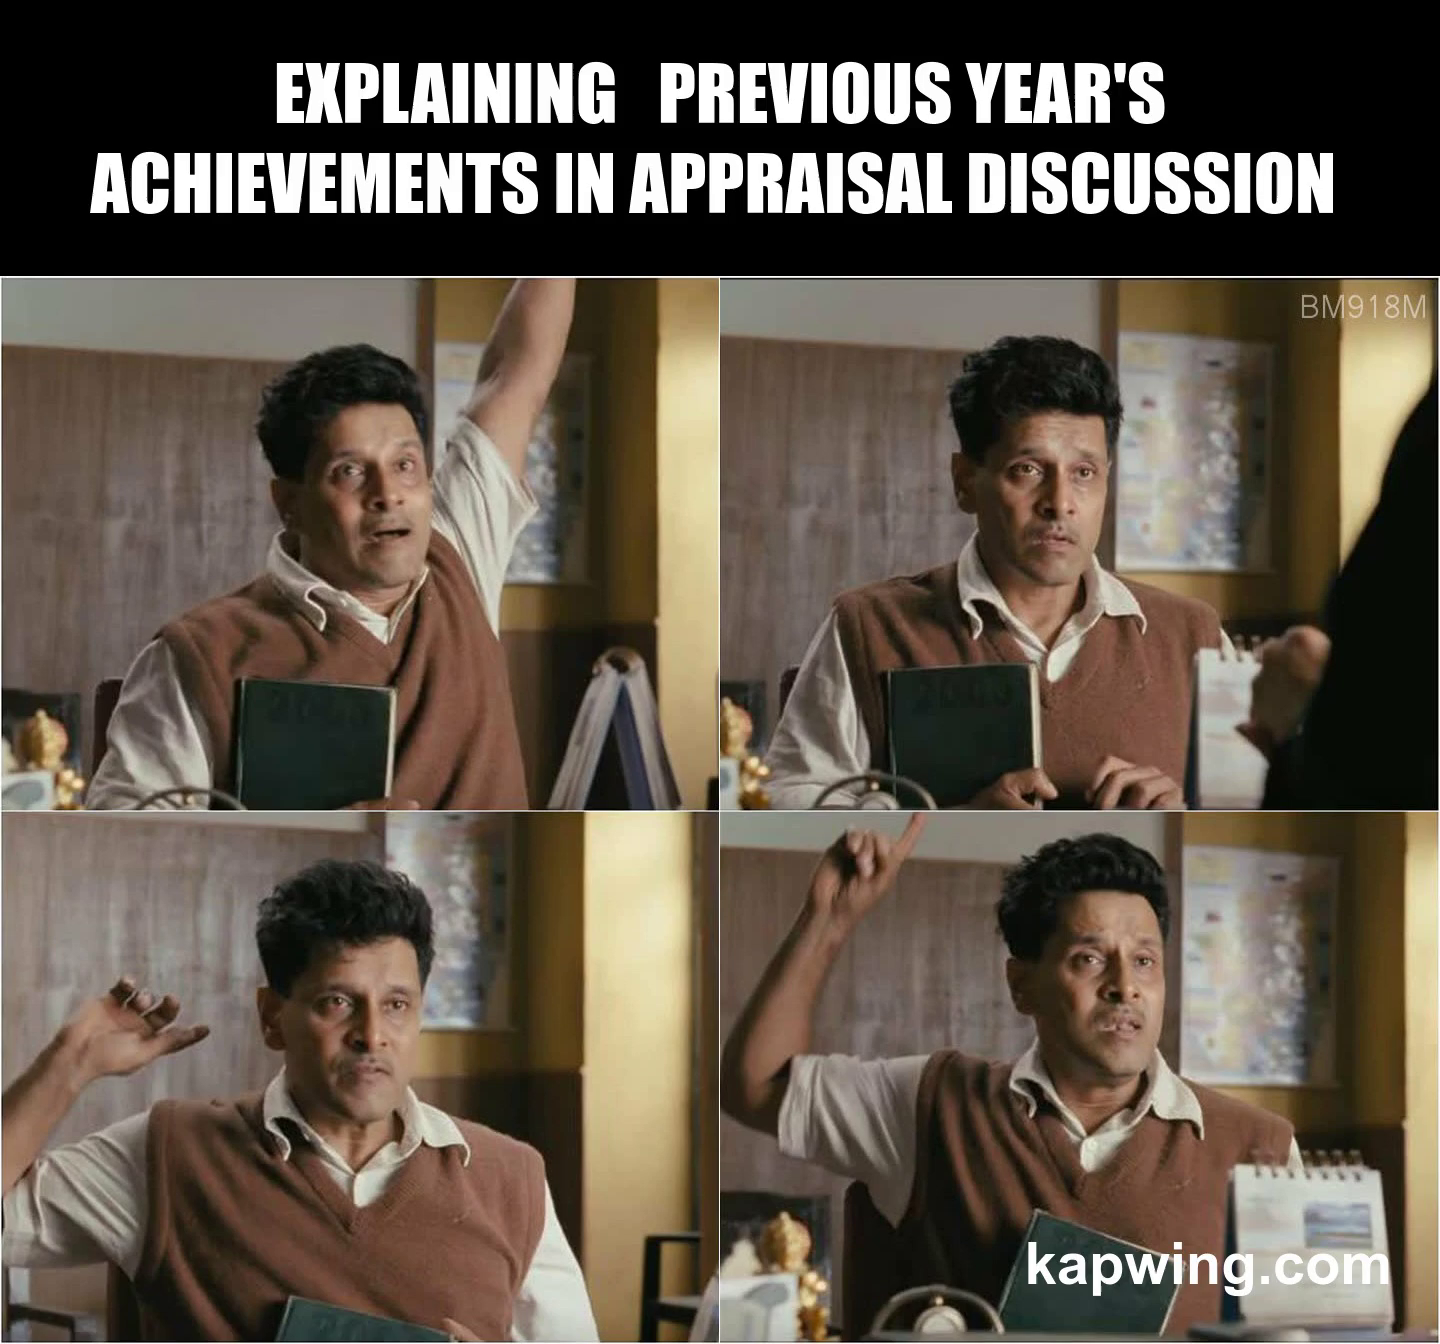 EXPLAINING PREVIOUS YEAR'S
ACHIEVEMENTS IN APPRAISAL DISCUSSION
BM918M
kapwing.com